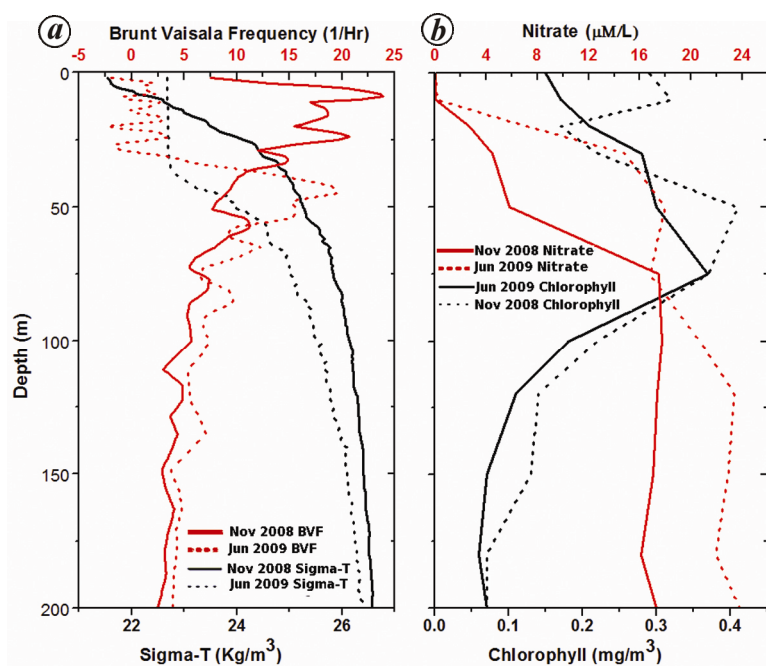 a
Brunt Vaisala Frequency (1/Hr)
-5 0 5 10 15 20 25
b
Nitrate (μM/L)
0 4 8 12 16 20 24
Depth (m)
0
50
100
150
200
Nov 2008 BVF
Jun 2009 BVF
Nov 2008 Sigma-T
Jun 2009 Sigma-T
22 24 26
Sigma-T (Kg/m³)
Nov 2008 Nitrate
Jun 2009 Nitrate
Jun 2009 Chlorophyll
Nov 2008 Chlorophyll
0.0 0.1 0.2 0.3 0.4
Chlorophyll (mg/m³)